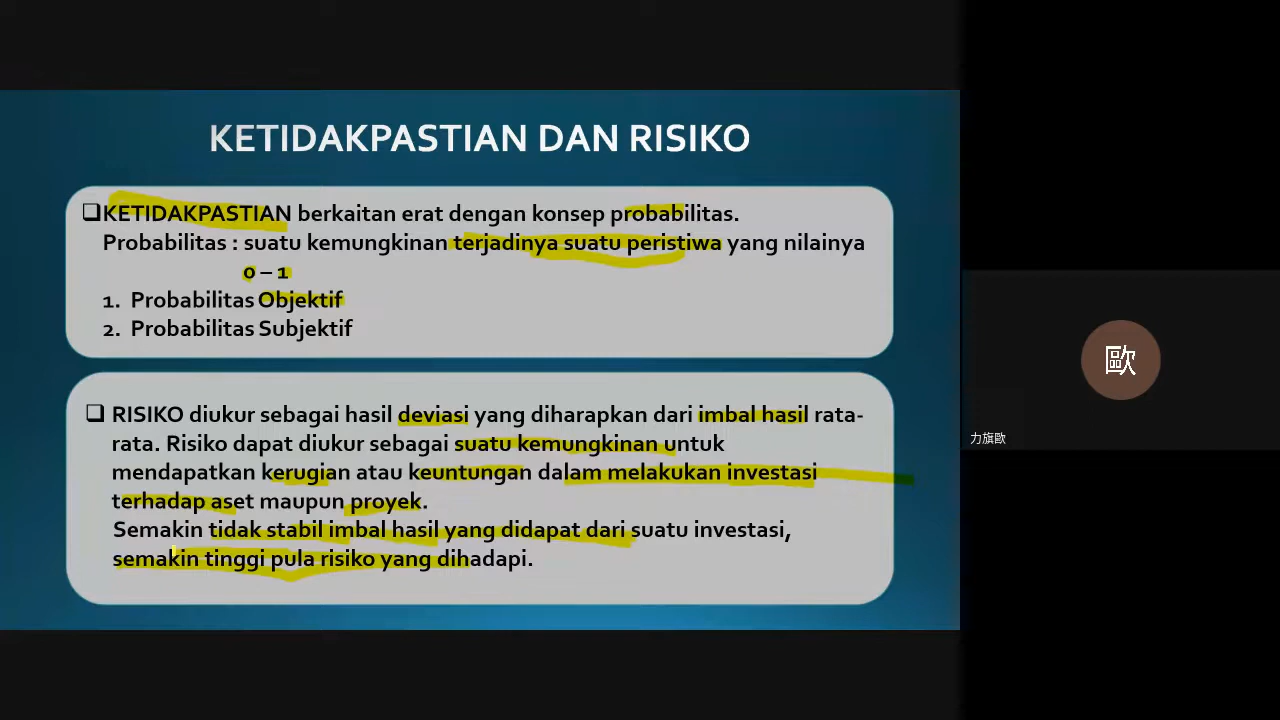 KETIDAKPASTIAN DAN RISIKO
❑KETIDAKPASTIAN berkaitan erat dengan konsep probabilitas.
Probabilitas : suatu kemungkinan terjadinya suatu peristiwa yang nilainya
0 – 1
1. Probabilitas Objektif
2. Probabilitas Subjektif
❑ RISIKO diukur sebagai hasil deviasi yang diharapkan dari imbal hasil rata-
rata. Risiko dapat diukur sebagai suatu kemungkinan untuk
mendapatkan kerugian atau keuntungan dalam melakukan investasi
terhadap aset maupun proyek.
Semakin tidak stabil imbal hasil yang didapat dari suatu investasi,
semakin tinggi pula risiko yang dihadapi.
歐
力旗歐